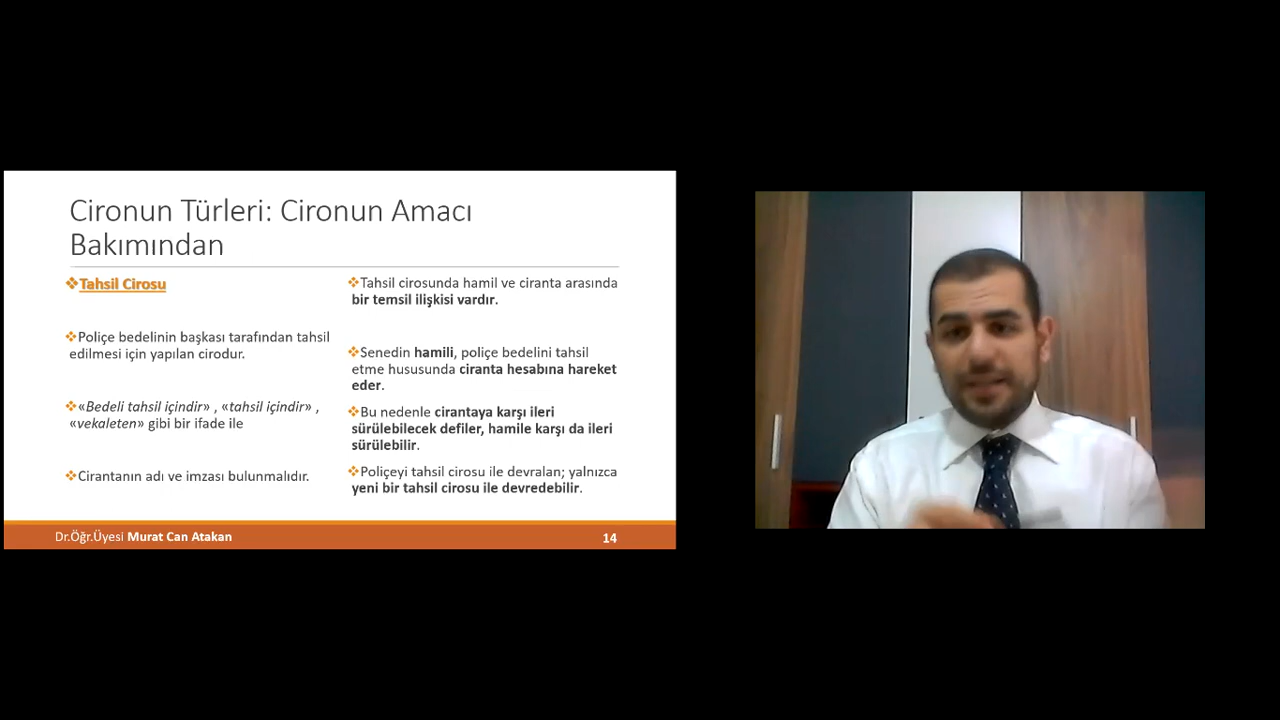 Cironun Türleri: Cironun Amacı
Bakımından
❖Tahsil Cirosu
❖Poliçe bedelinin başkası tarafından tahsil
edilmesi için yapılan cirodur.
❖«Bedeli tahsil içindir» , «tahsil içindir» ,
«vekaleten» gibi bir ifade ile
❖Cirantanın adı ve imzası bulunmalıdır.
❖Tahsil cirosunda hamil ve ciranta arasında
bir temsil ilişkisi vardır.
❖Senedin hamili, poliçe bedelini tahsil
etme hususunda ciranta hesabına hareket
eder.
❖Bu nedenle cirantaya karşı ileri
sürülebilecek defiler, hamile karşı da ileri
sürülebilir.
❖Poliçeyi tahsil cirosu ile devralan; yalnızca
yeni bir tahsil cirosu ile devredebilir.
Dr.Öğr.Üyesi Murat Can Atakan
14